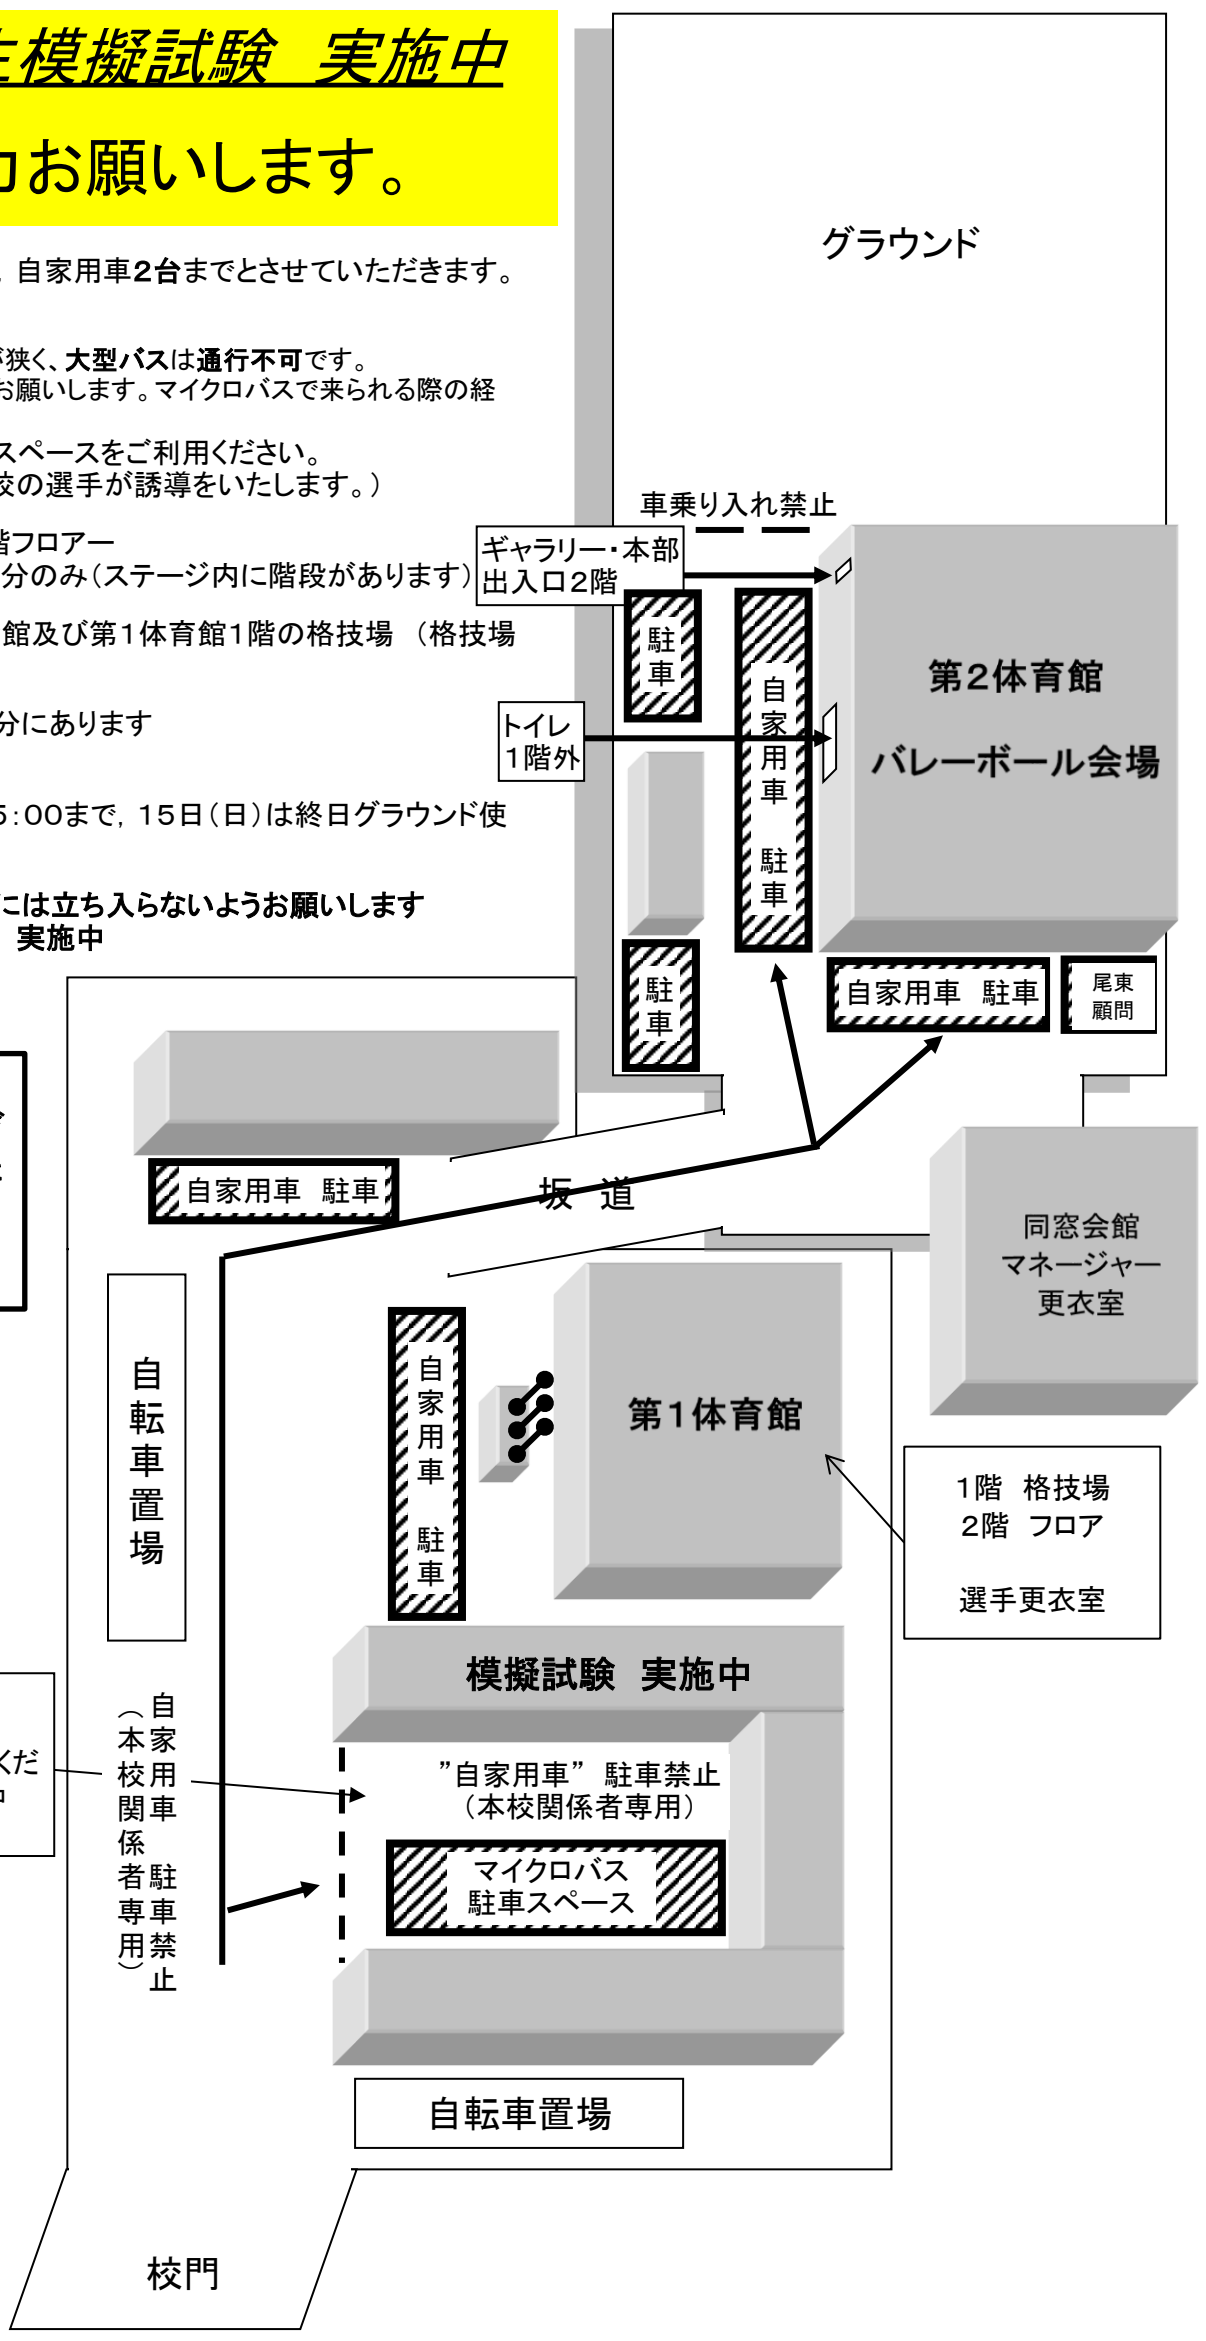 生模擬試験　実施中
力お願いします。
自家用車２台までとさせていただきます。
が狭く、大型バスは通行不可です。
お願いします。マイクロバスで来られる際の経
スペースをご利用ください。
校の選手が誘導をいたします。）
階フロアー
分のみ（ステージ内に階段があります）
館及び第１体育館１階の格技場　（格技場
分にあります
５：００まで，１５日（日）は終日グラウンド使
には立ち入らないようお願いします
実施中
グラウンド
車乗り入れ禁止
ギャラリー・本部
出入口２階
駐車
自家用車　駐車
第２体育館
バレーボール会場
トイレ
１階外
駐車
自家用車　駐車
尾東
顧問
自家用車　駐車
坂　道
同窓会館
マネージャー
更衣室
自転車置場
自家用車　駐車
第１体育館
１階　格技場
２階　フロア
選手更衣室
模擬試験　実施中
自家用車　駐車禁止
（本校関係者専用）
くだ
”自家用車”　駐車禁止
（本校関係者専用）
マイクロバス
駐車スペース
自転車置場
校門